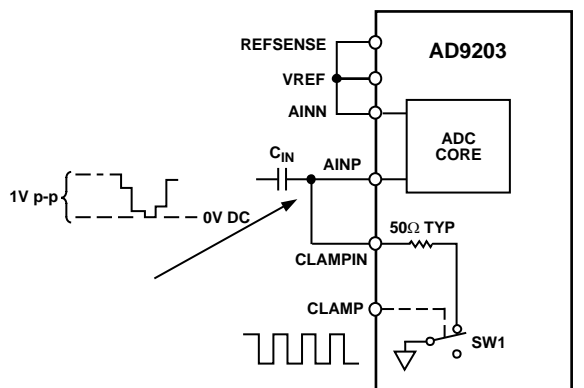 REFSENSE
AD9203
VREF
AINN
ADC
CORE
CIN
AINP
1V p-p
0V DC
50Ω TYP
CLAMPIN
CLAMP
SW1